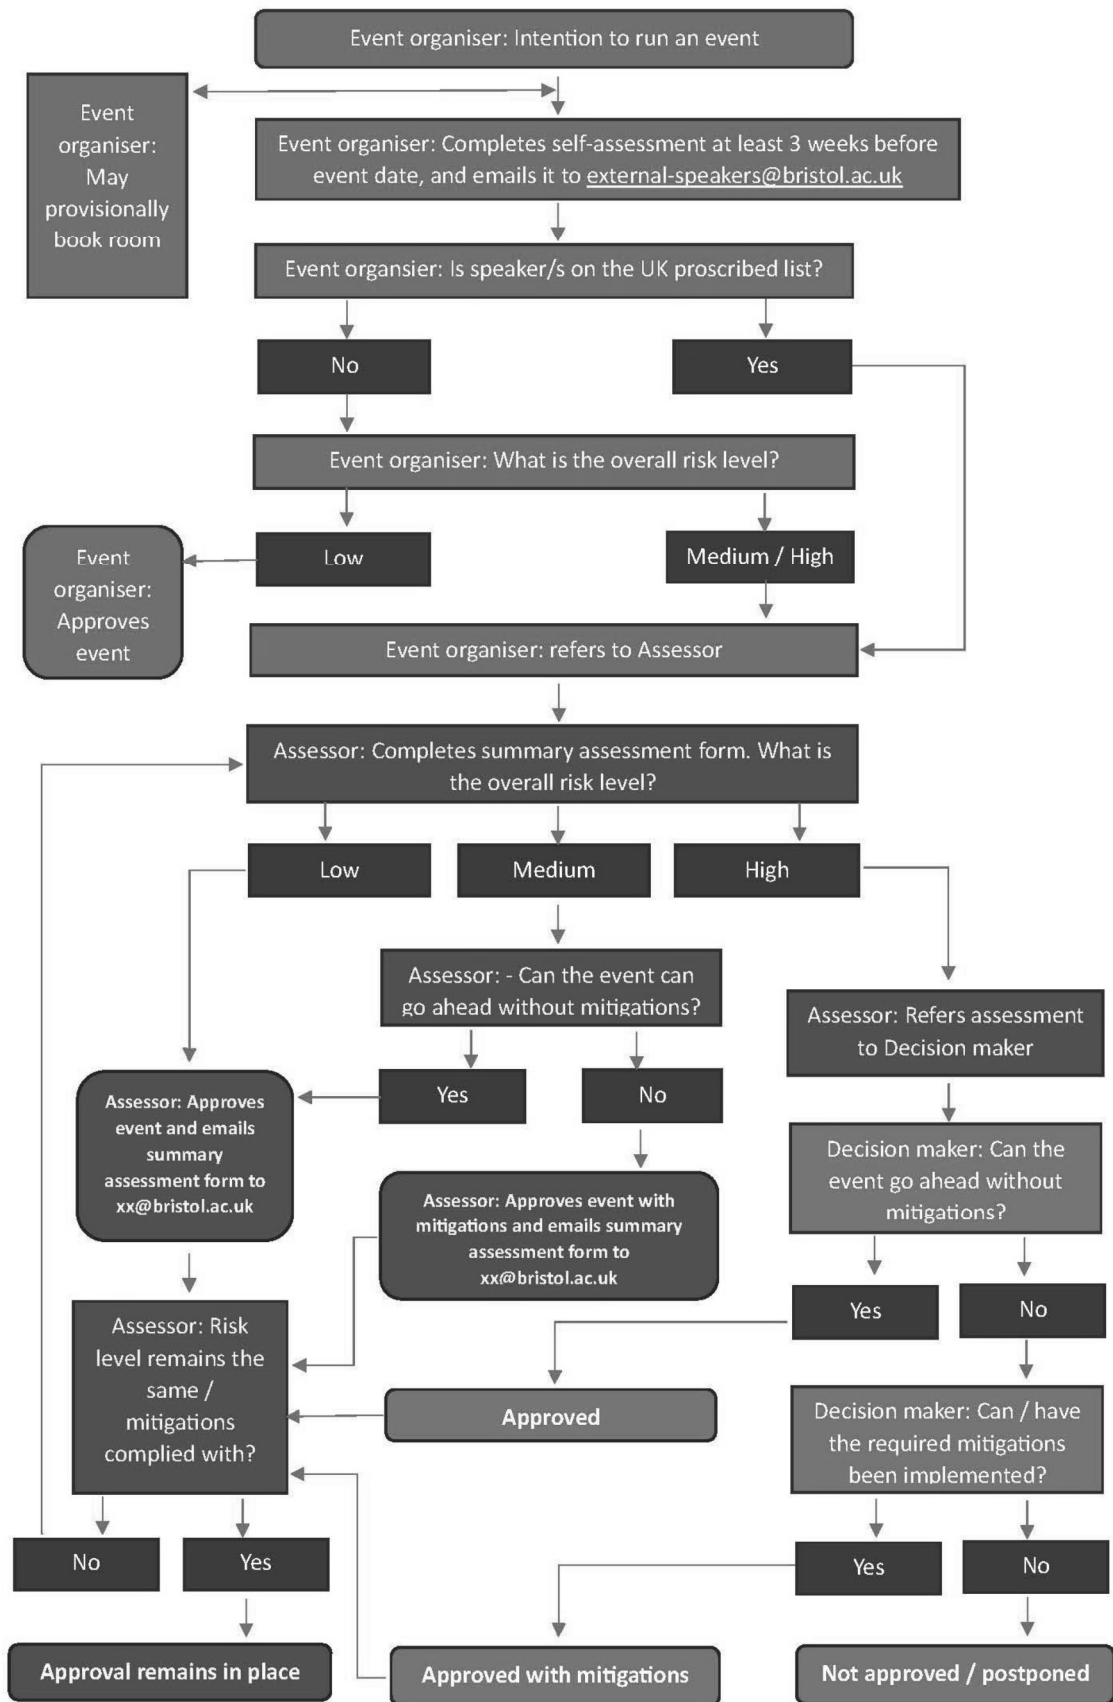 Event organiser: Intention to run an event
Event
organiser:
May
provisionally
book room
Event organiser: Completes self-assessment at least 3 weeks before
event date, and emails it to external-speakers@bristol.ac.uk
Event organsier: Is speaker/s on the UK proscribed list?
No
Yes
Event organiser: What is the overall risk level?
Event
organiser:
Approves
event
Low
Medium / High
Event organiser: refers to Assessor
Assessor: Completes summary assessment form. What is
the overall risk level?
Low
Medium
High
Assessor: - Can the event can
go ahead without mitigations?
Assessor: Refers assessment
to Decision maker
Yes
No
Assessor: Approves
event and emails
summary
assessment form to
xx@bristol.ac.uk
Decision maker: Can the
event go ahead without
mitigations?
Assessor: Approves event with
mitigations and emails summary
assessment form to
xx@bristol.ac.uk
Yes
No
Assessor: Risk
level remains the
same /
mitigations
complied with?
Approved
Decision maker: Can / have
the required mitigations
been implemented?
No
Yes
Yes
No
Approval remains in place
Approved with mitigations
Not approved / postponed